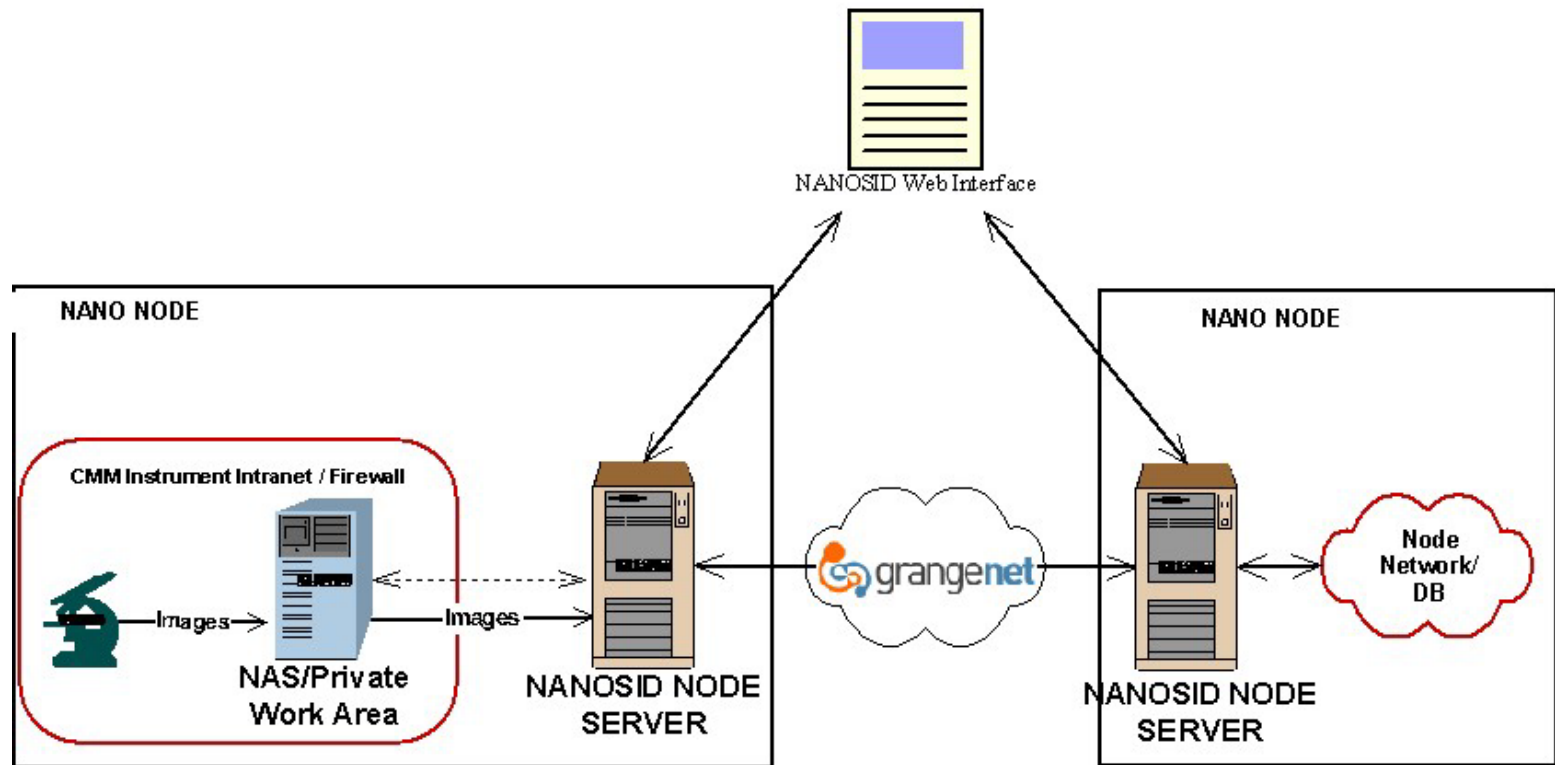 NANOSID Web Interface
NANO NODE
NANO NODE
CMM Instrument Intranet / Firewall
Images
Images
NAS/Private
Work Area
NANOSID NODE
SERVER
grangenet
NANOSID NODE
SERVER
Node
Network/
DB